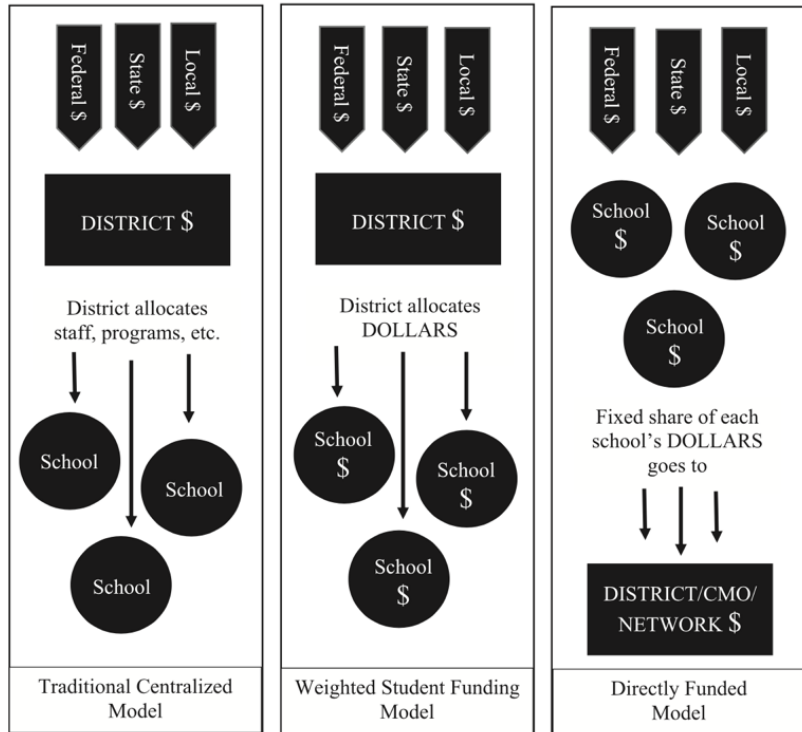 Federal $
State $
Local $
DISTRICT $
District allocates
staff, programs, etc.
School
School
School
Traditional Centralized
Model
Federal $
State $
Local $
DISTRICT $
District allocates
DOLLARS
School
$
School
$
School
$
Weighted Student Funding
Model
Federal $
State $
Local $
School
$
School
$
School
$
Fixed share of each
school’s DOLLARS
goes to
DISTRICT/CMO/
NETWORK $
Directly Funded
Model